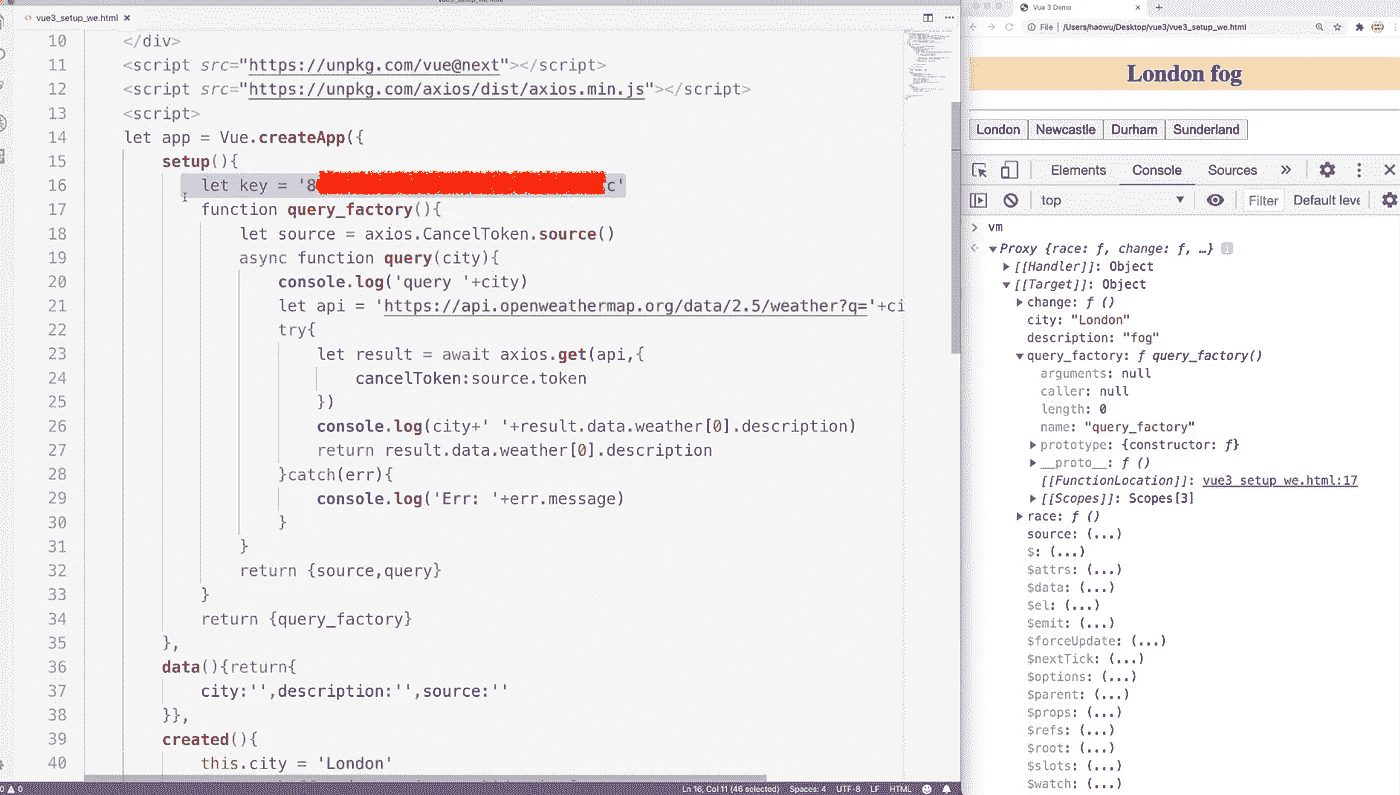 vue3_setup_we.html
vue3_setup_we.html ×
10 </div>
11 <script src="https://unpkg.com/vue@next"></script>
12 <script src="https://unpkg.com/axios/dist/axios.min.js"></script>
13 <script>
14 let app = Vue.createApp({
15 setup(){
16 let key = '8 c'
17 function query_factory(){
18 let source = axios.CancelToken.source()
19 async function query(city){
20 console.log('query '+city)
21 let api = 'https://api.openweathermap.org/data/2.5/weather?q='+ci
22 try{
23 let result = await axios.get(api,{
24 cancelToken:source.token
25 })
26 console.log(city+' '+result.data.weather[0].description)
27 return result.data.weather[0].description
28 }catch(err){
29 console.log('Err: '+err.message)
30 }
31 }
32 return {source,query}
33 }
34 return {query_factory}
35 },
36 data(){return{
37 city:'',description:'',source:''
38 }},
39 created(){
40 this.city = 'London'
0 0 Ln 16, Col 11 (46 selected) Spaces: 4 UTF-8 LF HTML
Vue 3 Demo
File | /Users/haowu/Desktop/vue3/vue3_setup_we.html
London fog
London Newcastle Durham Sunderland
Elements Console Sources »
top Filter Default leve
vm
Proxy {race: ƒ, change: ƒ, …} i
[[Handler]]: Object
[[Target]]: Object
change: ƒ ()
city: "London"
description: "fog"
query_factory: ƒ query_factory()
arguments: null
caller: null
length: 0
name: "query_factory"
prototype: {constructor: ƒ}
__proto__: ƒ ()
[[FunctionLocation]]: vue3_setup_we.html:17
[[Scopes]]: Scopes[3]
race: ƒ ()
source: (...)
$: (...)
$attrs: (...)
$data: (...)
$el: (...)
$emit: (...)
$forceUpdate: (...)
$nextTick: (...)
$options: (...)
$parent: (...)
$props: (...)
$refs: (...)
$root: (...)
$slots: (...)
$watch: (...)